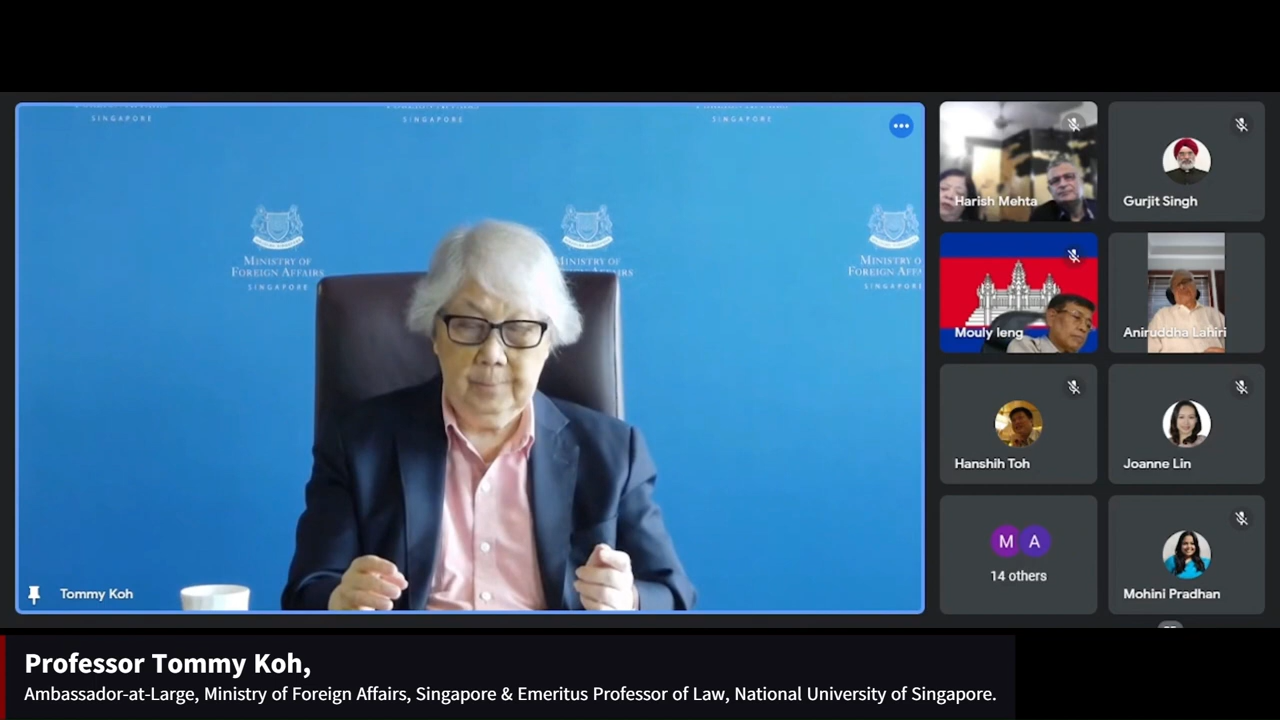 SINGAPORE
SINGAPORE
SINGAPORE
MINISTRY OF
FOREIGN AFFAIRS
SINGAPORE
MINISTRY OF
FOREIGN AFFAIRS
MINISTRY OF
SINGAPORE
Tommy Koh
Harish Mehta
Gurjit Singh
Mouly Ieng
Aniruddha Lahiri
Hanshih Toh
Joanne Lin
M A
14 others
Mohini Pradhan
Professor Tommy Koh,
Ambassador-at-Large, Ministry of Foreign Affairs, Singapore & Emeritus Professor of Law, National University of Singapore.